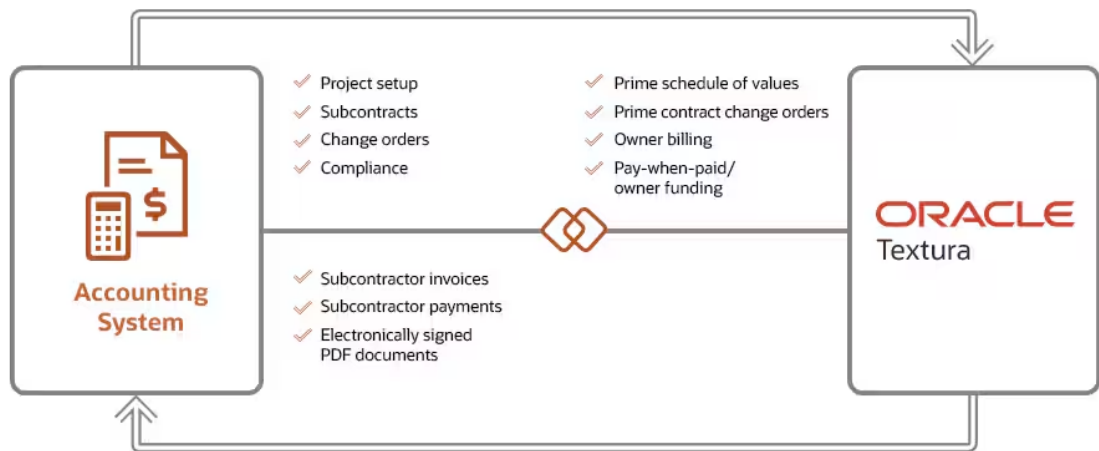 Project setup
Subcontracts
Change orders
Compliance
Prime schedule of values
Prime contract change orders
Owner billing
Pay-when-paid/
owner funding
$
Accounting
System
ORACLE
Textura
Subcontractor invoices
Subcontractor payments
Electronically signed
PDF documents